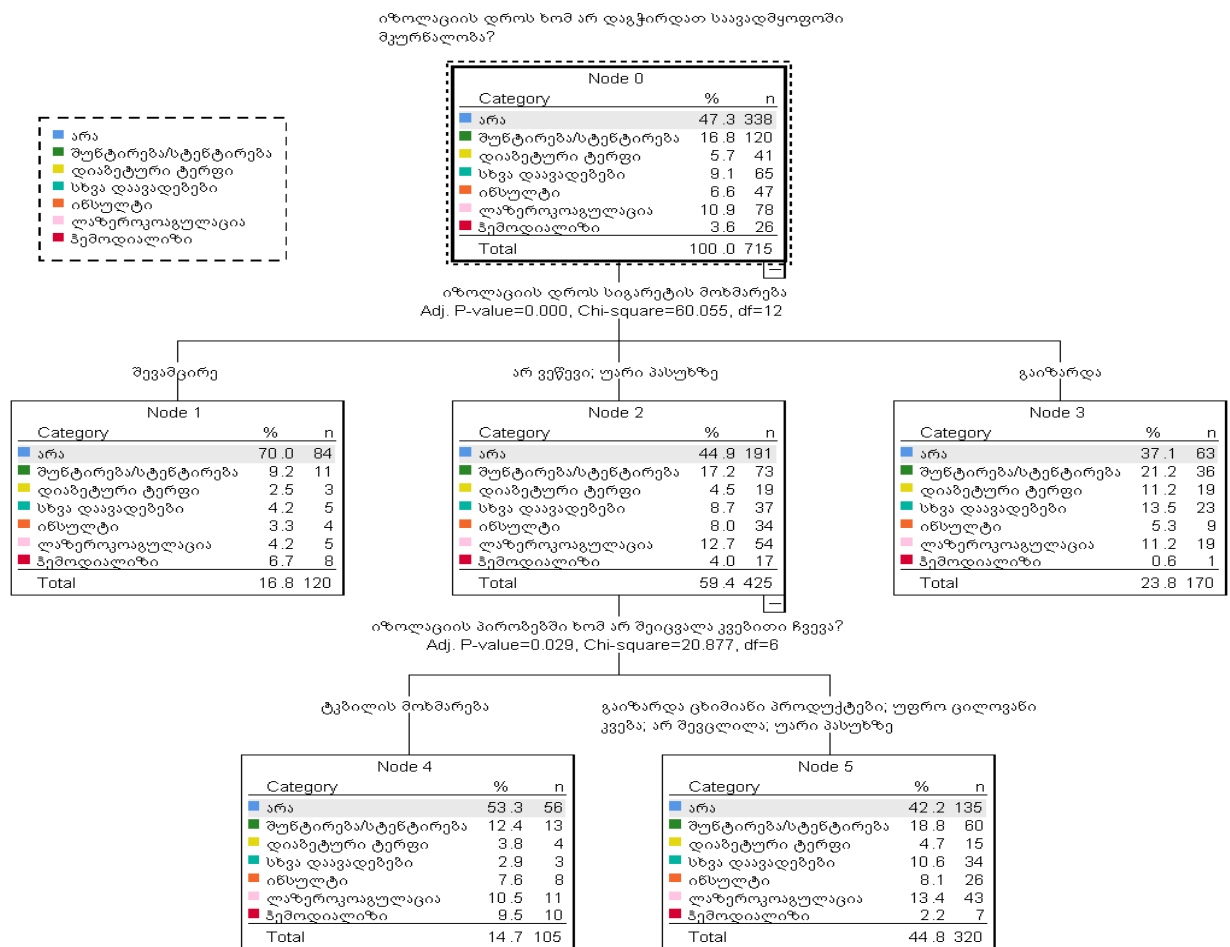 იზოლაციის დროს ხომ არ დაგჭირდათ საავადმყოფოში
მკურნალობა?
Node 0
Category % n
არა 47.3 338
შუნტირება/სტენტირება 16.8 120
დიაბეტური ტერფი 5.7 41
სხვა დაავადებები 9.1 65
ინსულტი 6.6 47
ლაზეროკოაგულაცია 10.9 78
ჰემოდიალიზი 3.6 26
Total 100.0 715
არა
შუნტირება/სტენტირება
დიაბეტური ტერფი
სხვა დაავადებები
ინსულტი
ლაზეროკოაგულაცია
ჰემოდიალიზი
იზოლაციის დროს სიგარეტის მოხმარება
Adj. P-value=0.000, Chi-square=60.055, df=12
შევამცირე
არ ვეწევი; უარი პასუხზე
გაიზარდა
Node 1
Category % n
არა 70.0 84
შუნტირება/სტენტირება 9.2 11
დიაბეტური ტერფი 2.5 3
სხვა დაავადებები 4.2 5
ინსულტი 3.3 4
ლაზეროკოაგულაცია 4.2 5
ჰემოდიალიზი 6.7 8
Total 16.8 120
Node 2
Category % n
არა 44.9 191
შუნტირება/სტენტირება 17.2 73
დიაბეტური ტერფი 4.5 19
სხვა დაავადებები 8.7 37
ინსულტი 8.0 34
ლაზეროკოაგულაცია 12.7 54
ჰემოდიალიზი 4.0 17
Total 59.4 425
Node 3
Category % n
არა 37.1 63
შუნტირება/სტენტირება 21.2 36
დიაბეტური ტერფი 11.2 19
სხვა დაავადებები 13.5 23
ინსულტი 5.3 9
ლაზეროკოაგულაცია 11.2 19
ჰემოდიალიზი 0.6 1
Total 23.8 170
იზოლაციის პირობებში ხომ არ შეიცვალა კვებითი ჩვევა?
Adj. P-value=0.029, Chi-square=20.877, df=6
ტკბილის მოხმარება
გაიზარდა ცხიმიანი პროდუქტები; უფრო ცილოვანი
კვება; არ შევცლილა; უარი პასუხზე
Node 4
Category % n
არა 53.3 56
შუნტირება/სტენტირება 12.4 13
დიაბეტური ტერფი 3.8 4
სხვა დაავადებები 2.9 3
ინსულტი 7.6 8
ლაზეროკოაგულაცია 10.5 11
ჰემოდიალიზი 9.5 10
Total 14.7 105
Node 5
Category % n
არა 42.2 135
შუნტირება/სტენტირება 18.8 60
დიაბეტური ტერფი 4.7 15
სხვა დაავადებები 10.6 34
ინსულტი 8.1 26
ლაზეროკოაგულაცია 13.4 43
ჰემოდიალიზი 2.2 7
Total 44.8 320